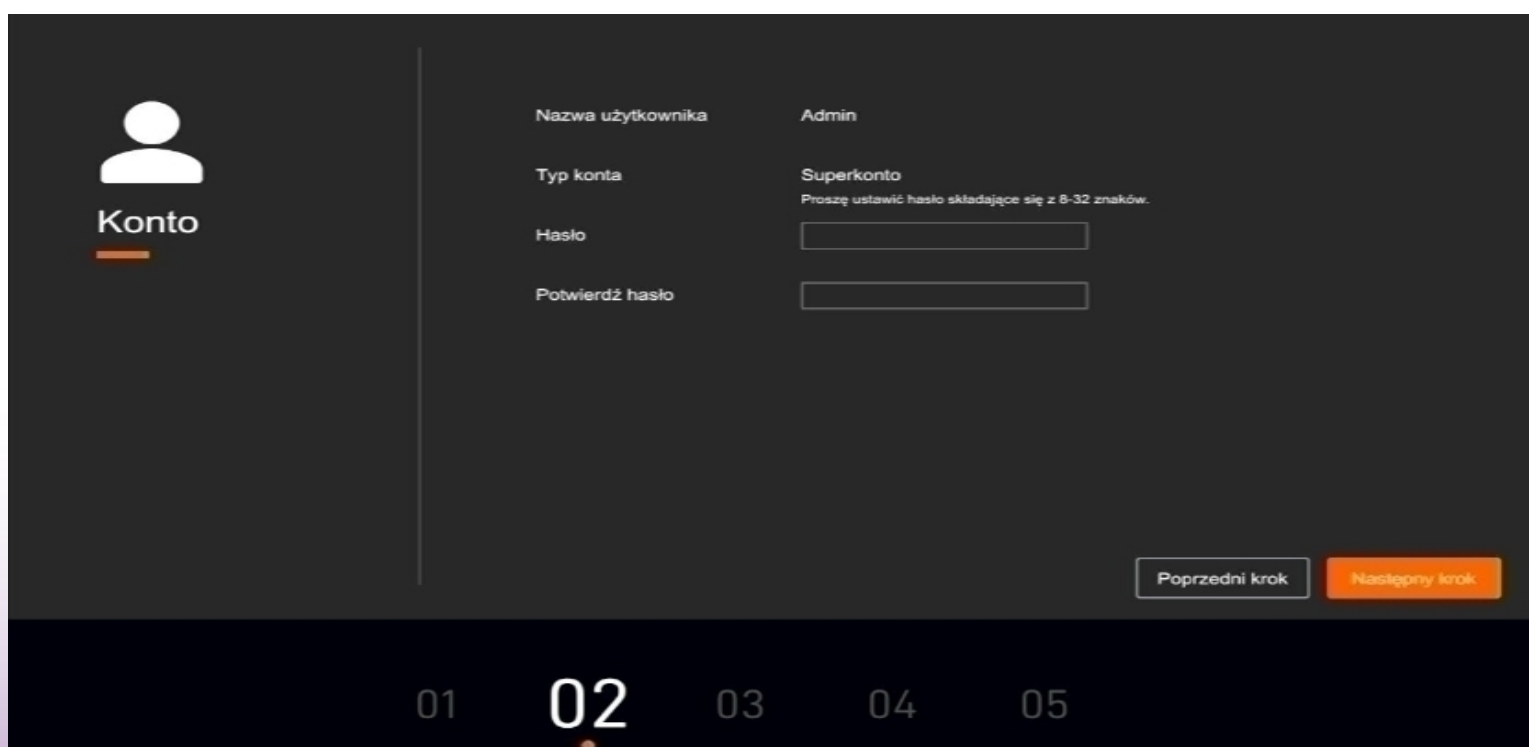 Konto
Nazwa użytkownika Admin
Typ konta Superkonto
Proszę ustawić hasło składające się z 8-32 znaków.
Hasło
Potwierdź hasło
Poprzedni krok Następny krok
01 02 03 04 05